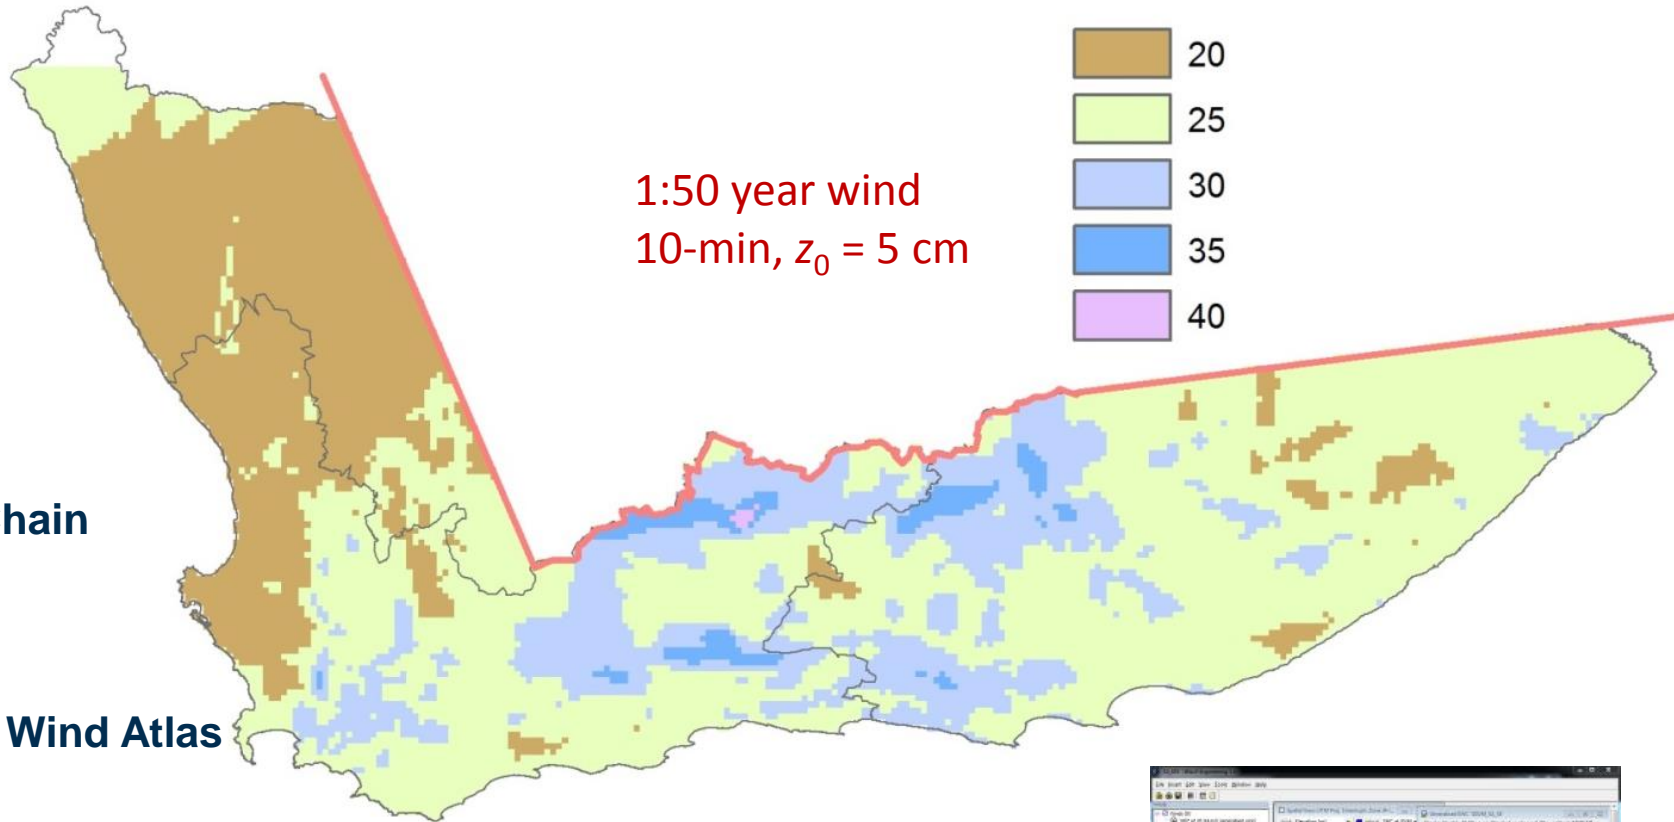 20
25
1:50 year wind
10-min, z₀ = 5 cm
30
35
40
hain
Wind Atlas